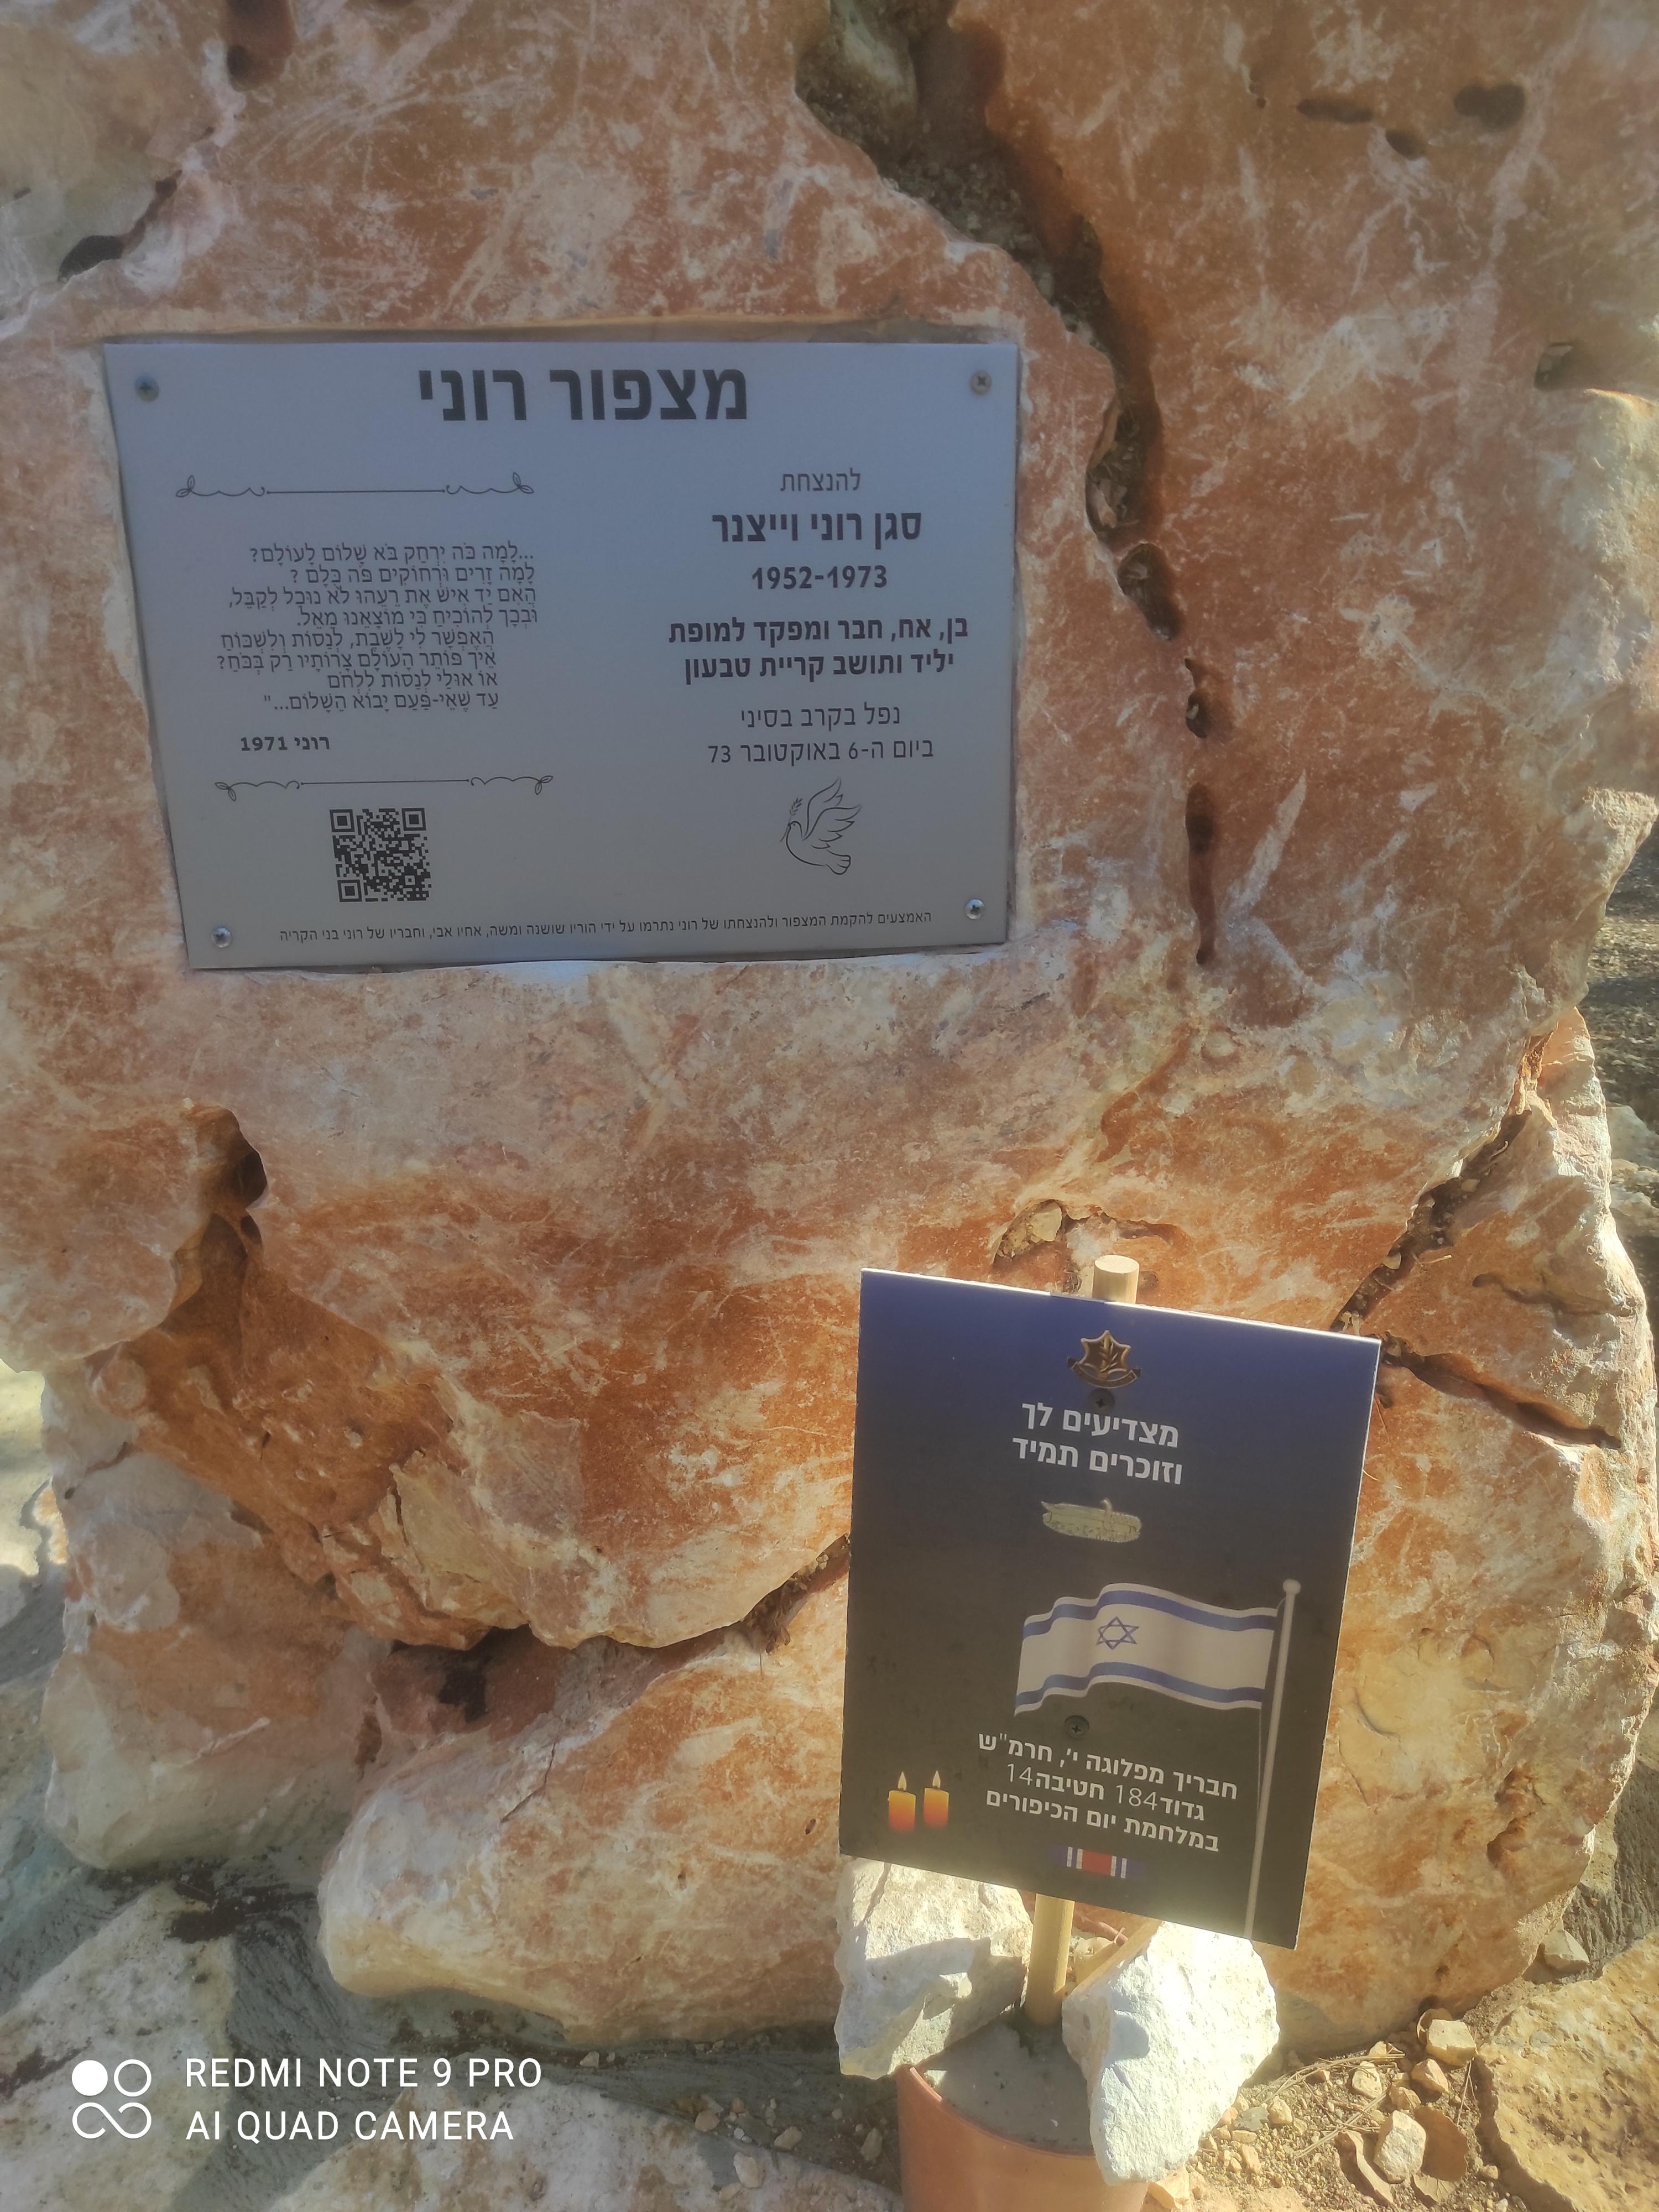 מצפור רוני
להנצחת
סגן רוני וייצנר
1952-1973
בן, אח, חבר ומפקד למופת
יליד ותושב קריית טבעון
נפל בקרב בסיני
ביום ה-6 באוקטובר 73
...לָמָה כֹּה יִרְחַק בֹּא שָׁלוֹם לָעוֹלָם?
לָמָה זָרִים וּרְחוֹקִים פֹּה כֻּלָּם ?
הַאִם יַד אִישׁ אֶת רֵעֵהוּ לֹא נוּכַל לְקַבֵּל,
וּבְכָךְ לְהוֹכִיחַ כִּי מוֹצָאֵנוּ מֵאֵל.
הַאֶפְשָׁר לִי לָשֶׁבֶת, לְנַסּוֹת וְלִשְׁכּוֹחַ
אֵיךְ פּוֹתֵר הָעוֹלָם צָרוֹתָיו רַק בְּכֹחַ?
אוֹ אוּלַי לְנַסּוֹת לִלְחֹם
עַד שֶׁאֵי-פַּעַם יָבוֹא הַשָּׁלוֹם..."
רוני 1971
האמצעים להקמת המצפור ולהנצחתו של רוני נתרמו על ידי הוריו שושנה ומשה, אחיו אבי, וחבריו של רוני בני הקריה
מצדיעים לך
וזוכרים תמיד
חבריך מפלוגה י', חרמ"ש
גדוד184 חטיבה14
במלחמת יום הכיפורים
REDMI NOTE 9 PRO
AI QUAD CAMERA